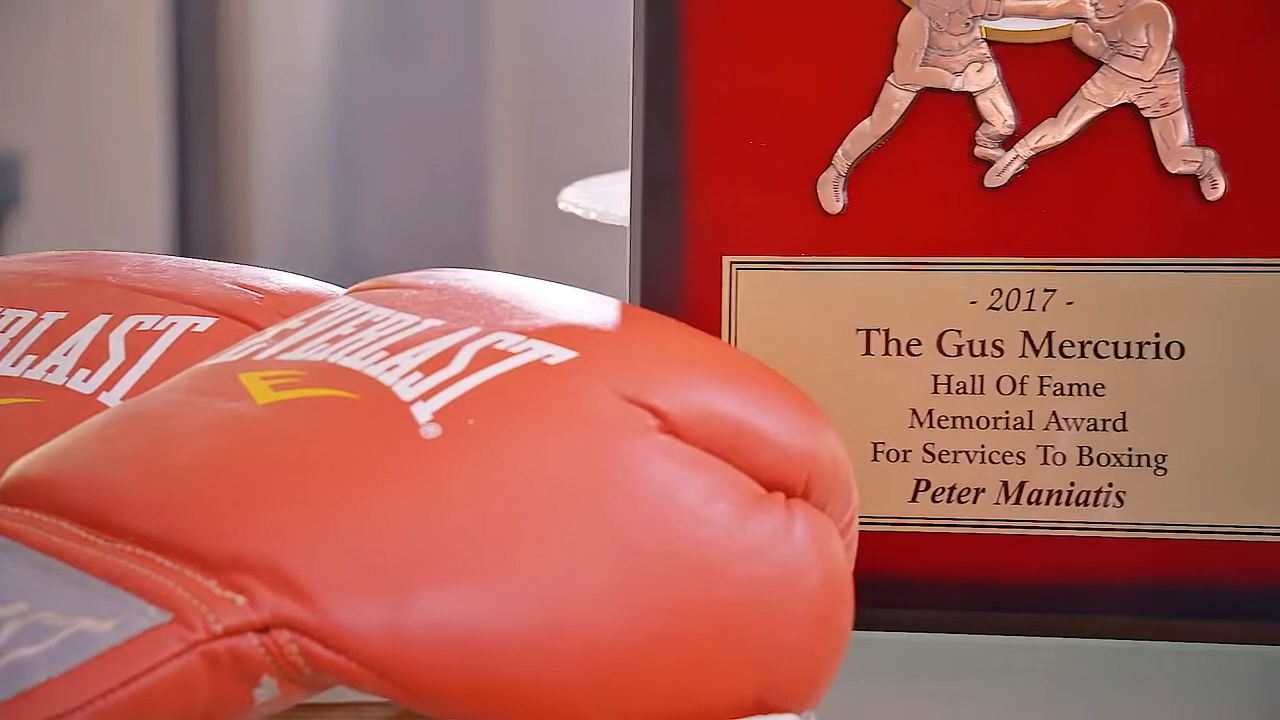 EVERLAST
- 2017 -
The Gus Mercurio
Hall Of Fame
Memorial Award
For Services To Boxing
Peter Maniatis